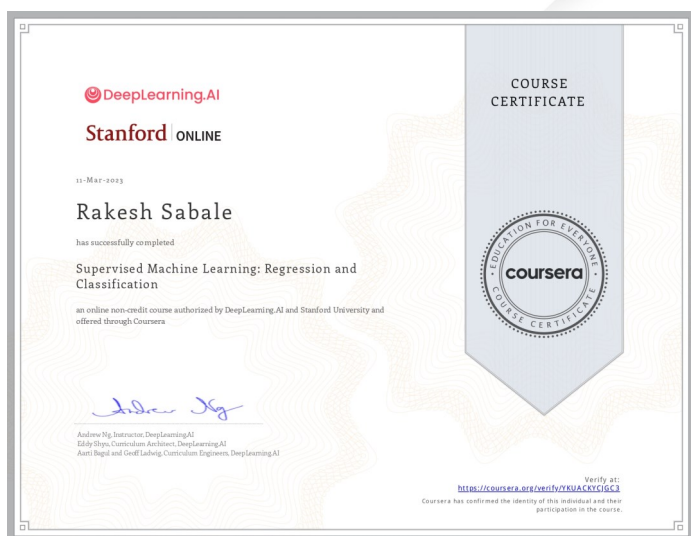 DeepLearning.AI
Stanford ONLINE
11-Mar-2023
Rakesh Sabale
has successfully completed
Supervised Machine Learning: Regression and
Classification
an online non-credit course authorized by DeepLearning.AI and Stanford University and
offered through Coursera
Andrew Ng
Andrew Ng, Instructor, DeepLearning.AI
Eddy Shyu, Curriculum Architect, DeepLearning.AI
Aarti Bagul and Geoff Ladwig, Curriculum Engineers, DeepLearning.AI
COURSE
CERTIFICATE
EDUCATION FOR EVERYONE
coursera
COURSE CERTIFICATE
Verify at:
https://coursera.org/verify/YKUACKYCJGC3
Coursera has confirmed the identity of this individual and their
participation in the course.